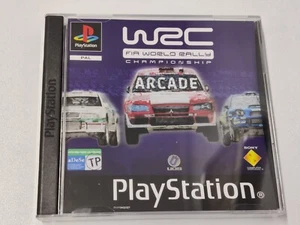 PlayStation
PAL
WRC
FIA WORLD RALLY
CHAMPIONSHIP
ARCADE
PlayStation
TP
SONY
PlayStation®